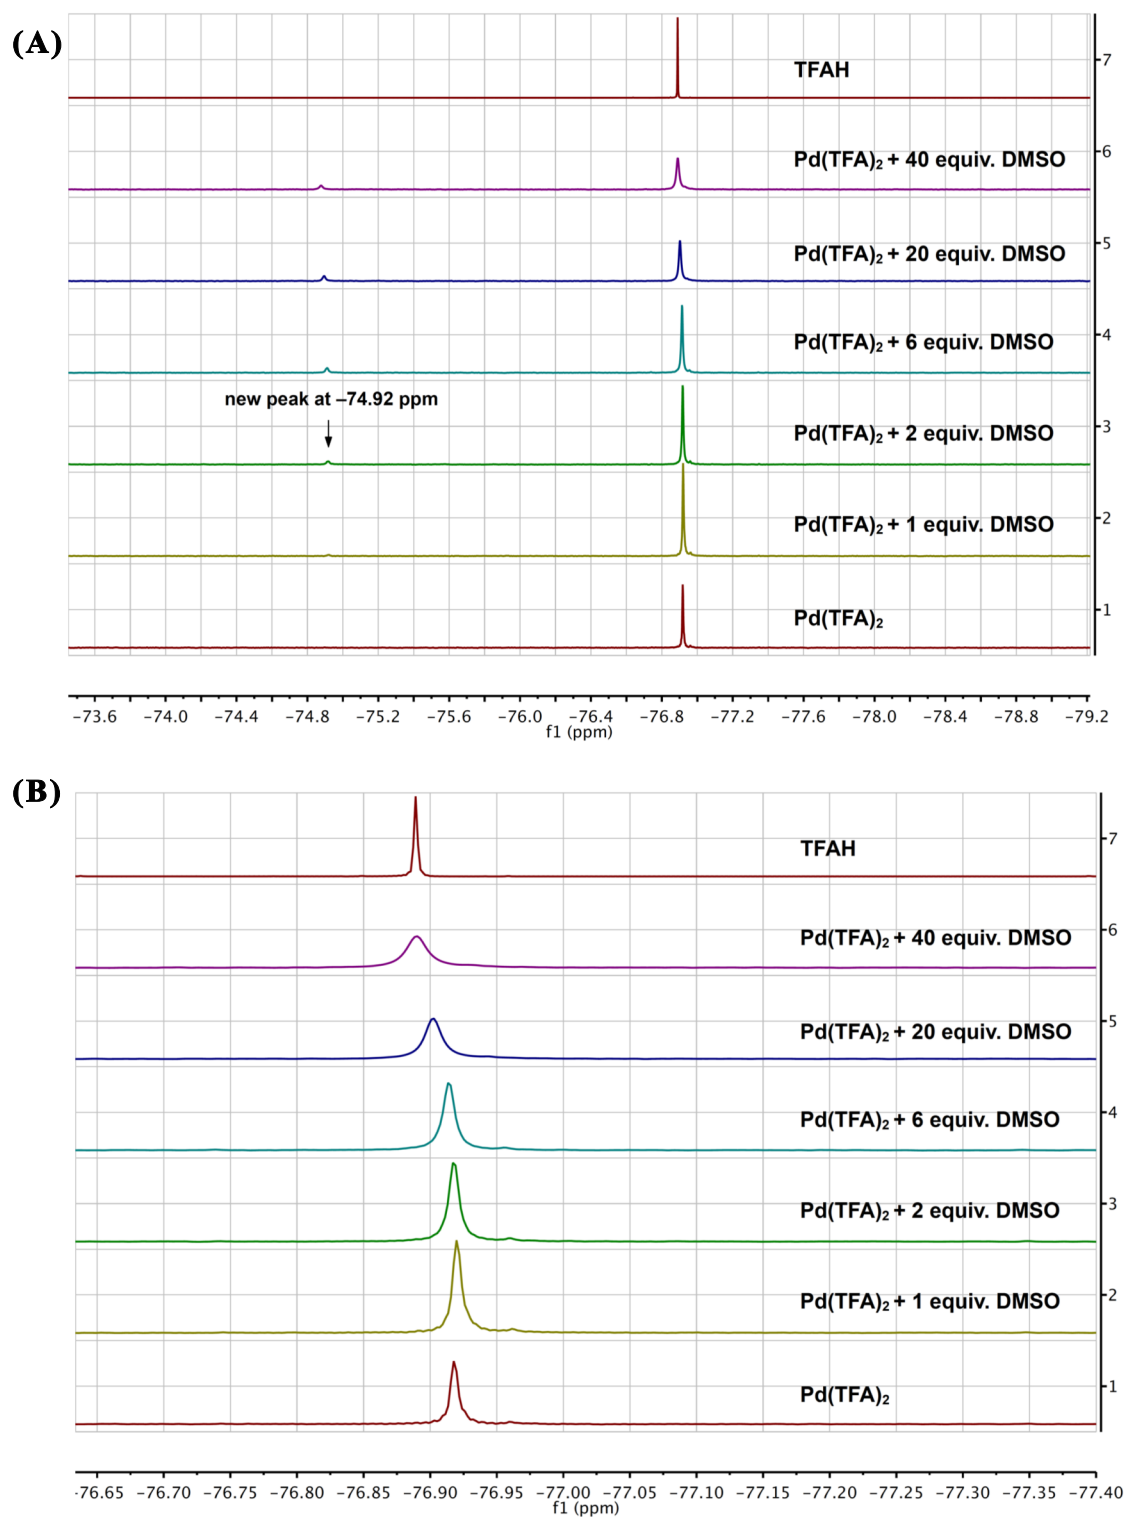 (A)
TFAH
7
Pd(TFA)₂ + 40 equiv. DMSO
6
Pd(TFA)₂ + 20 equiv. DMSO
5
Pd(TFA)₂ + 6 equiv. DMSO
4
new peak at –74.92 ppm
Pd(TFA)₂ + 2 equiv. DMSO
3
Pd(TFA)₂ + 1 equiv. DMSO
2
Pd(TFA)₂
1
−73.6 −74.0 −74.4 −74.8 −75.2 −75.6 −76.0 −76.4 −76.8 −77.2 −77.6 −78.0 −78.4 −78.8 −79.2
f1 (ppm)
(B)
TFAH
7
Pd(TFA)₂ + 40 equiv. DMSO
6
Pd(TFA)₂ + 20 equiv. DMSO
5
Pd(TFA)₂ + 6 equiv. DMSO
4
Pd(TFA)₂ + 2 equiv. DMSO
3
Pd(TFA)₂ + 1 equiv. DMSO
2
Pd(TFA)₂
1
-76.65 −76.70 −76.75 −76.80 −76.85 −76.90 −76.95 −77.00 −77.05 −77.10 −77.15 −77.20 −77.25 −77.30 −77.35 −77.40
f1 (ppm)